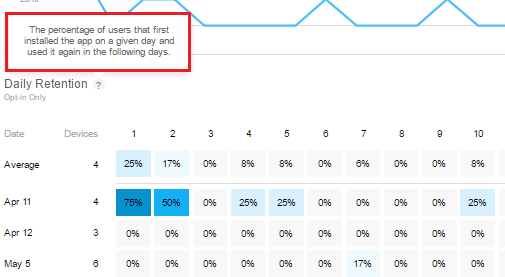 25%
The percentage of users that first
installed the app on a given day and
used it again in the following days.
Daily Retention ?
Opt-in Only
Date Devices 1 2 3 4 5 6 7 8 9 10
Average 4 25% 17% 0% 8% 8% 0% 6% 0% 0% 8%
Apr 11 4 75% 50% 0% 25% 25% 0% 0% 0% 0% 25%
Apr 12 3 0% 0% 0% 0% 0% 0% 0% 0% 0% 0%
May 5 6 0% 0% 0% 0% 0% 0% 17% 0% 0% 0%